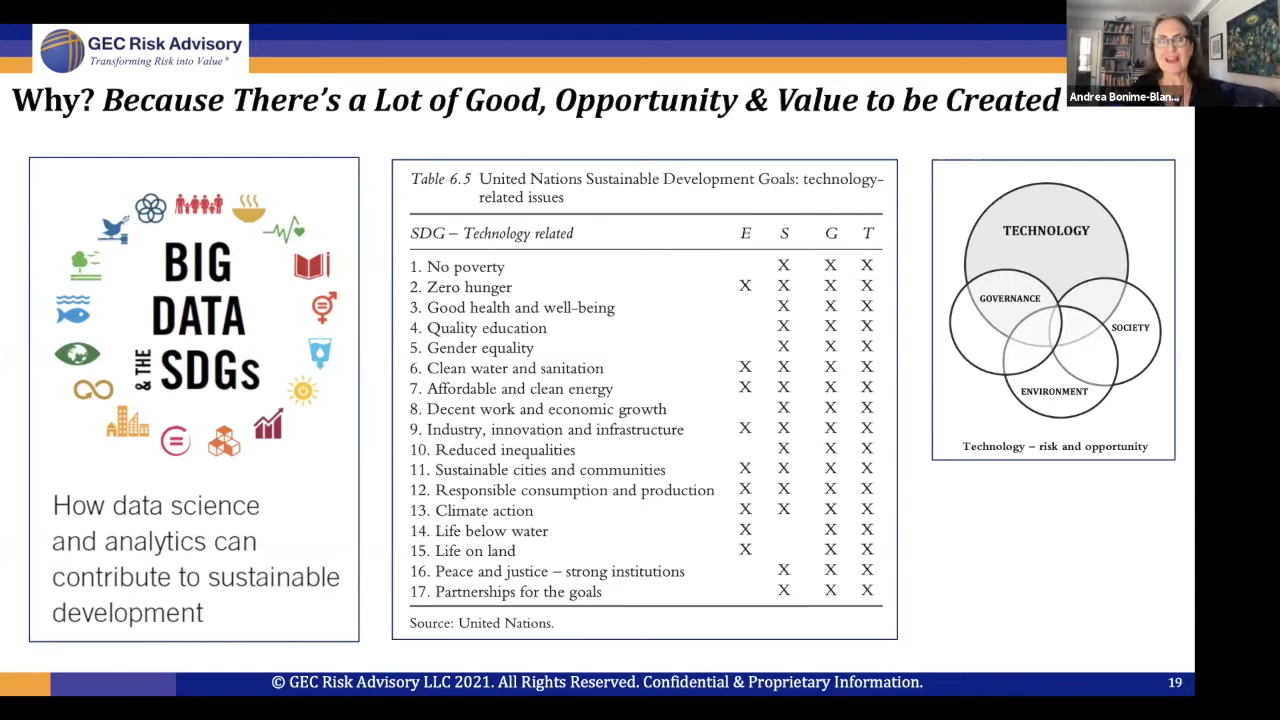 GEC Risk Advisory
Transforming Risk into Value®
Andrea Bonime-Blan...
Why? Because There's a Lot of Good, Opportunity & Value to be Created
BIG
DATA
& THE SDGs
How data science
and analytics can
contribute to sustainable
development
Table 6.5 United Nations Sustainable Development Goals: technology-
related issues
SDG – Technology related E S G T
1. No poverty X X X
2. Zero hunger X X X X
3. Good health and well-being X X X
4. Quality education X X X
5. Gender equality X X X
6. Clean water and sanitation X X X X
7. Affordable and clean energy X X X X
8. Decent work and economic growth X X X
9. Industry, innovation and infrastructure X X X X
10. Reduced inequalities X X X
11. Sustainable cities and communities X X X X
12. Responsible consumption and production X X X X
13. Climate action X X X X
14. Life below water X X X
15. Life on land X X X
16. Peace and justice – strong institutions X X X
17. Partnerships for the goals X X X
Source: United Nations.
TECHNOLOGY
GOVERNANCE
SOCIETY
ENVIRONMENT
Technology – risk and opportunity
© GEC Risk Advisory LLC 2021. All Rights Reserved. Confidential & Proprietary Information.
19